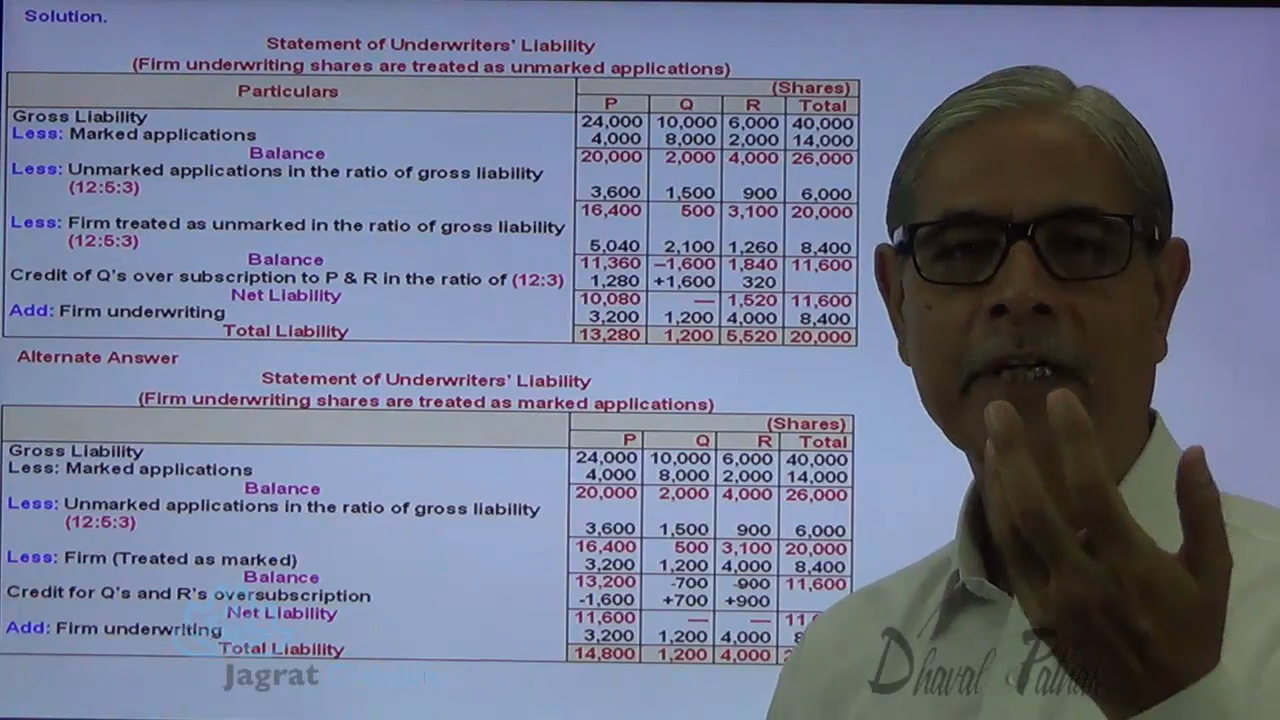 Solution.
Statement of Underwriters' Liability
(Firm underwriting shares are treated as unmarked applications)
Particulars (Shares)
P Q R Total
Gross Liability 24,000 10,000 6,000 40,000
Less: Marked applications 4,000 8,000 2,000 14,000
Balance 20,000 2,000 4,000 26,000
Less: Unmarked applications in the ratio of gross liability
(12:5:3) 3,600 1,500 900 6,000
16,400 500 3,100 20,000
Less: Firm treated as unmarked in the ratio of gross liability
(12:5:3) 5,040 2,100 1,260 8,400
Balance 11,360 –1,600 1,840 11,600
Credit of Q's over subscription to P & R in the ratio of (12:3) 1,280 +1,600 320
Net Liability 10,080 — 1,520 11,600
Add: Firm underwriting 3,200 1,200 4,000 8,400
Total Liability 13,280 1,200 5,520 20,000
Alternate Answer
Statement of Underwriters' Liability
(Firm underwriting shares are treated as marked applications)
(Shares)
P Q R Total
Gross Liability 24,000 10,000 6,000 40,000
Less: Marked applications 4,000 8,000 2,000 14,000
Balance 20,000 2,000 4,000 26,000
Less: Unmarked applications in the ratio of gross liability
(12:5:3) 3,600 1,500 900 6,000
16,400 500 3,100 20,000
Less: Firm (Treated as marked) 3,200 1,200 4,000 8,400
Balance 13,200 -700 -900 11,600
Credit for Q's and R's oversubscription -1,600 +700 +900
Net Liability 11,600 — —
Add: Firm underwriting 3,200 1,200 4,000
Total Liability 14,800 1,200 4,000
Jagrat
Dhaval